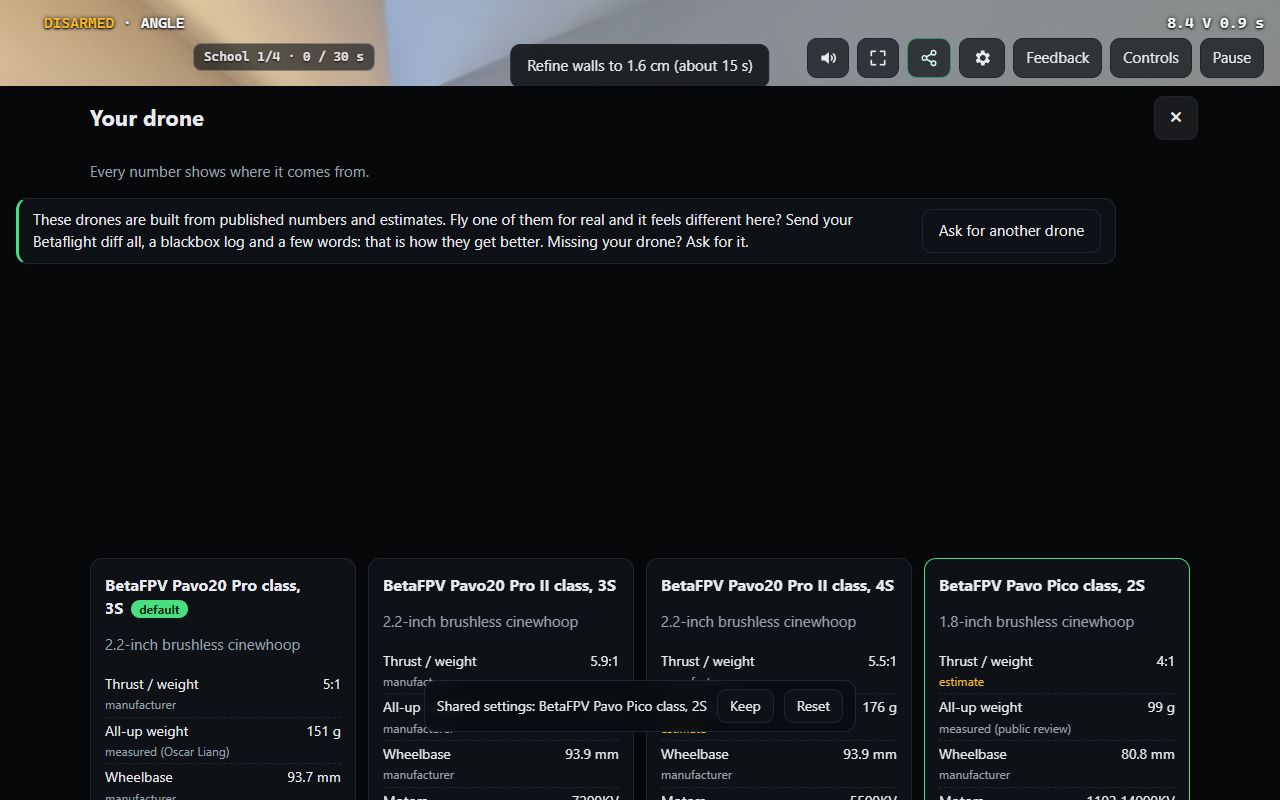 DISARMED · ANGLE
8.4 V 0.9 s
School 1/4 · 0 / 30 s
Refine walls to 1.6 cm (about 15 s)
Feedback
Controls
Pause
Your drone
Every number shows where it comes from.
These drones are built from published numbers and estimates. Fly one of them for real and it feels different here? Send your
Betaflight diff all, a blackbox log and a few words: that is how they get better. Missing your drone? Ask for it.
Ask for another drone
BetaFPV Pavo20 Pro class,
3S default
2.2-inch brushless cinewhoop
Thrust / weight 5:1
manufacturer
All-up weight 151 g
measured (Oscar Liang)
Wheelbase 93.7 mm
BetaFPV Pavo20 Pro II class, 3S
2.2-inch brushless cinewhoop
Thrust / weight 5.9:1
All-up
Wheelbase 93.9 mm
manufacturer
BetaFPV Pavo20 Pro II class, 4S
2.2-inch brushless cinewhoop
Thrust / weight 5.5:1
176 g
Wheelbase 93.9 mm
manufacturer
BetaFPV Pavo Pico class, 2S
1.8-inch brushless cinewhoop
Thrust / weight 4:1
estimate
All-up weight 99 g
measured (public review)
Wheelbase 80.8 mm
manufacturer
Shared settings: BetaFPV Pavo Pico class, 2S
Keep
Reset